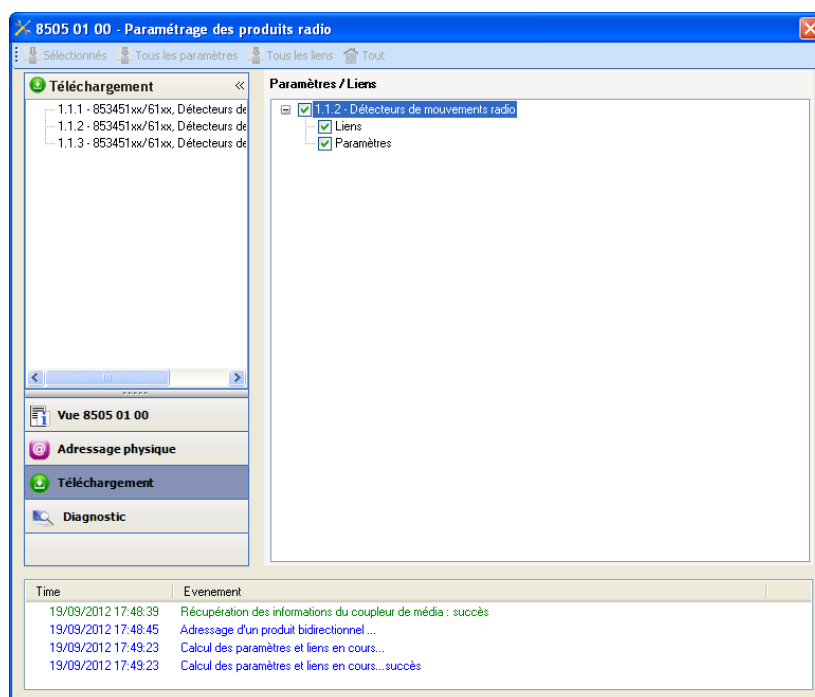 8505 01 00 - Paramétrage des produits radio
Sélectionnés Tous les paramètres Tous les liens Tout
Téléchargement «
1.1.1 - 853451xx/61xx, Détecteurs de
1.1.2 - 853451xx/61xx, Détecteurs de
1.1.3 - 853451xx/61xx, Détecteurs de
Vue 8505 01 00
Adressage physique
Téléchargement
Diagnostic
Paramètres / Liens
1.1.2 - Détecteurs de mouvements radio
Liens
Paramètres
Time Evenement
19/09/2012 17:48:39 Récupération des informations du coupleur de média : succès
19/09/2012 17:48:45 Adressage d'un produit bidirectionnel ...
19/09/2012 17:49:23 Calcul des paramètres et liens en cours...
19/09/2012 17:49:23 Calcul des paramètres et liens en cours...succès